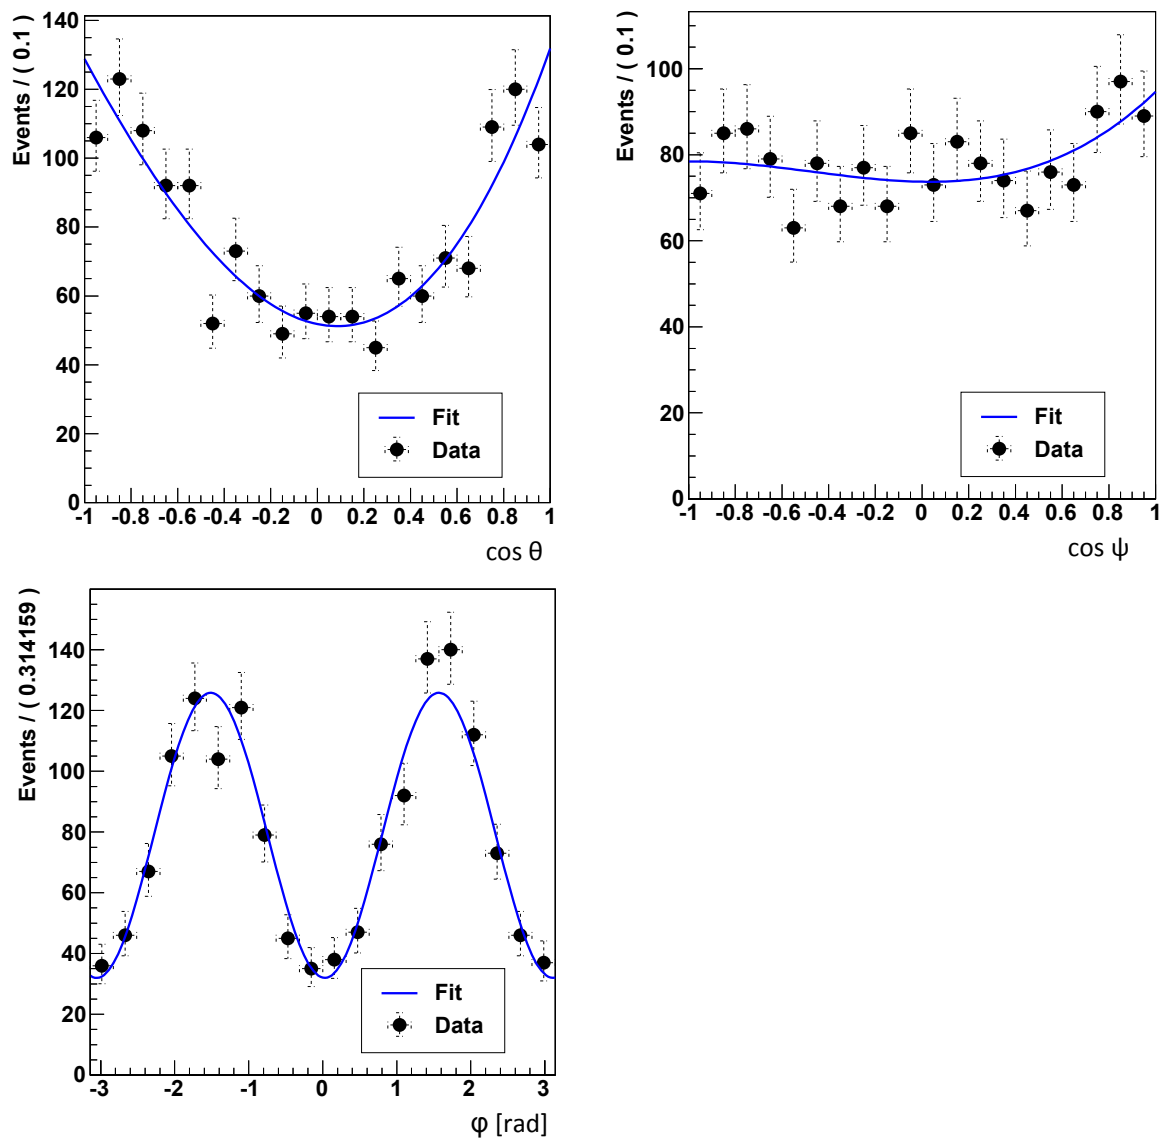 Events / ( 0.1 )
140
120
100
80
60
40
20
0
-1 -0.8 -0.6 -0.4 -0.2 0 0.2 0.4 0.6 0.8 1
cos θ
Fit
Data
Events / ( 0.1 )
100
80
60
40
20
0
-1 -0.8 -0.6 -0.4 -0.2 0 0.2 0.4 0.6 0.8 1
cos ψ
Fit
Data
Events / ( 0.314159 )
140
120
100
80
60
40
20
0
-3 -2 -1 0 1 2 3
φ [rad]
Fit
Data